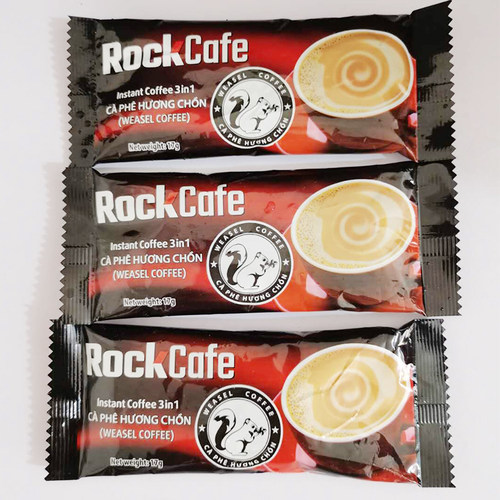 RockCafe
Instant Coffee 3in1
CÀ PHÊ HƯƠNG CHỒN
(WEASEL COFFEE)
Net weight: 17g
WEASEL COFFEE
CÀ PHÊ HƯƠNG CHỒN
RockCafe
Instant Coffee 3in1
CÀ PHÊ HƯƠNG CHỒN
(WEASEL COFFEE)
Net weight: 17g
WEASEL COFFEE
CÀ PHÊ HƯƠNG CHỒN
RockCafe
Instant Coffee 3in1
CÀ PHÊ HƯƠNG CHỒN
(WEASEL COFFEE)
Net weight: 17g
WEASEL COFFEE
CÀ PHÊ HƯƠNG CHỒN